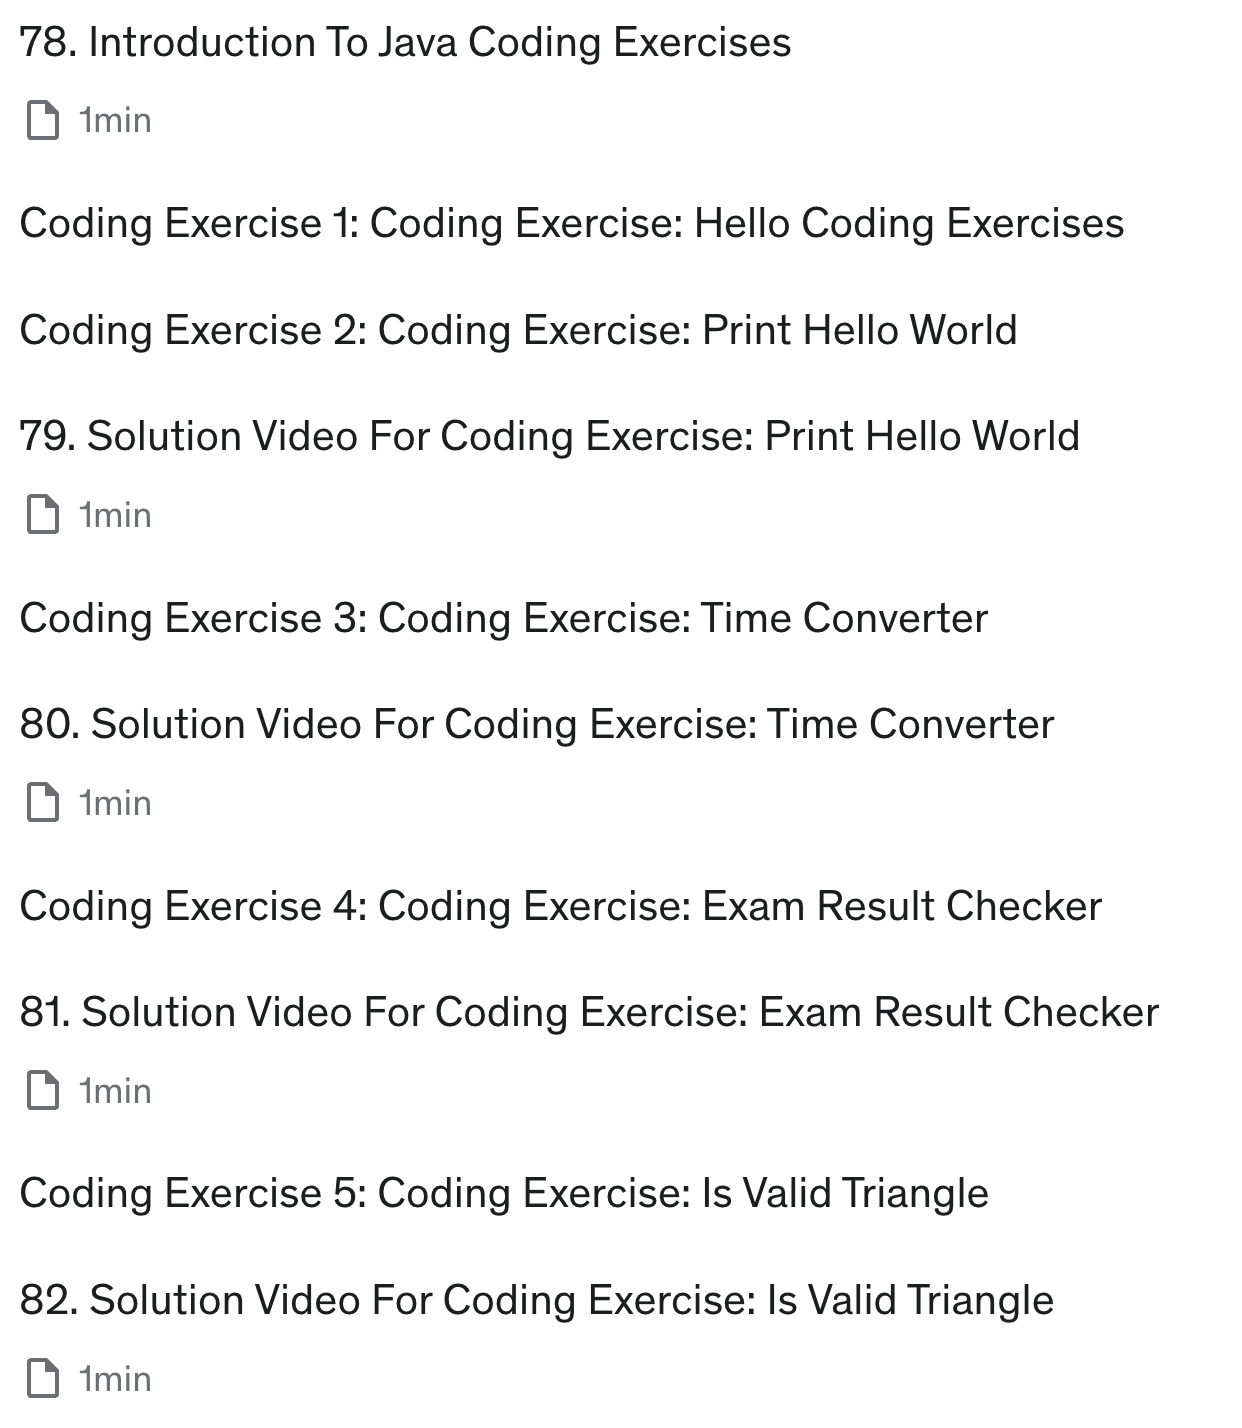 78. Introduction To Java Coding Exercises
1min
Coding Exercise 1: Coding Exercise: Hello Coding Exercises
Coding Exercise 2: Coding Exercise: Print Hello World
79. Solution Video For Coding Exercise: Print Hello World
1min
Coding Exercise 3: Coding Exercise: Time Converter
80. Solution Video For Coding Exercise: Time Converter
1min
Coding Exercise 4: Coding Exercise: Exam Result Checker
81. Solution Video For Coding Exercise: Exam Result Checker
1min
Coding Exercise 5: Coding Exercise: Is Valid Triangle
82. Solution Video For Coding Exercise: Is Valid Triangle
1min